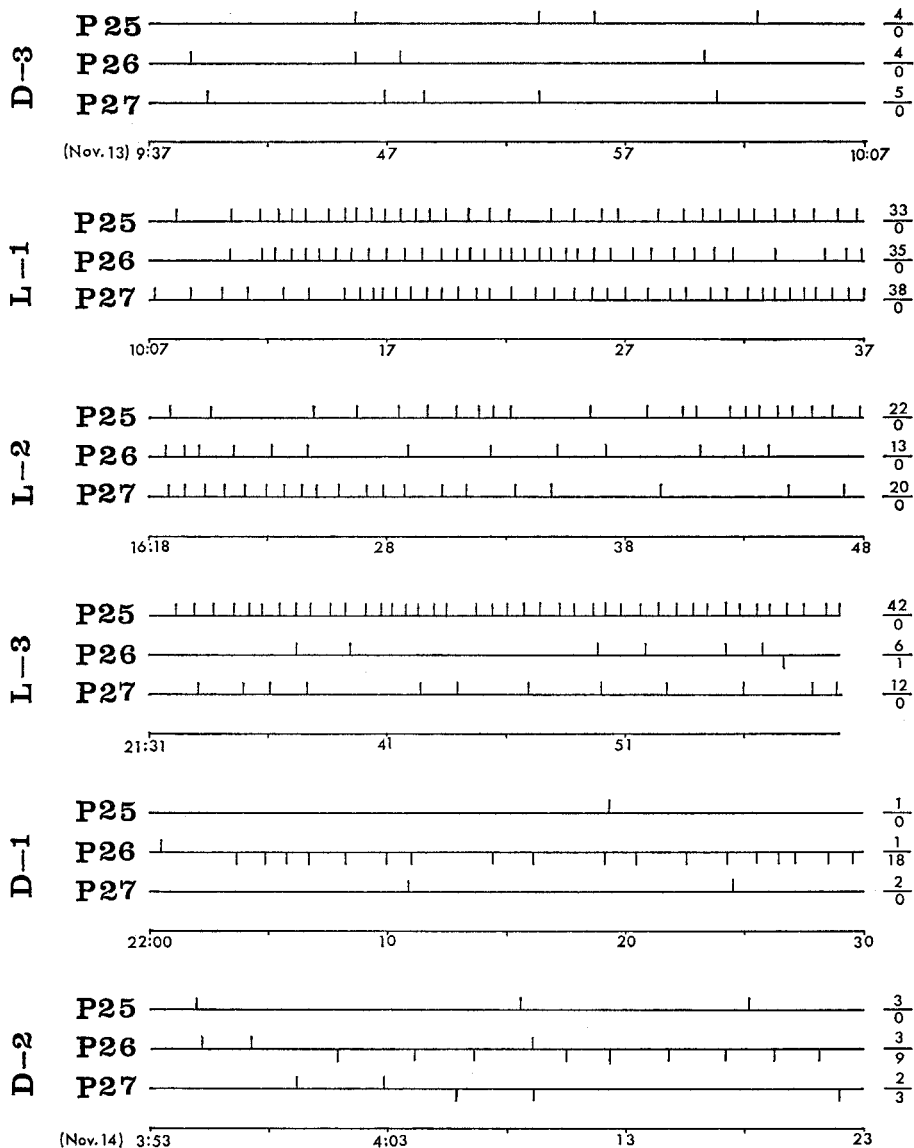 D-3
P25 4/0
P26 4/0
P27 5/0
(Nov. 13) 9:37 47 57 10:07
L-1
P25 33/0
P26 35/0
P27 38/0
10:07 17 27 37
L-2
P25 22/0
P26 13/0
P27 20/0
16:18 28 38 48
L-3
P25 42/0
P26 6/1
P27 12/0
21:31 41 51
D-1
P25 1/0
P26 1/18
P27 2/0
22:00 10 20 30
D-2
P25 3/0
P26 3/9
P27 2/3
(Nov. 14) 3:53 4:03 13 23